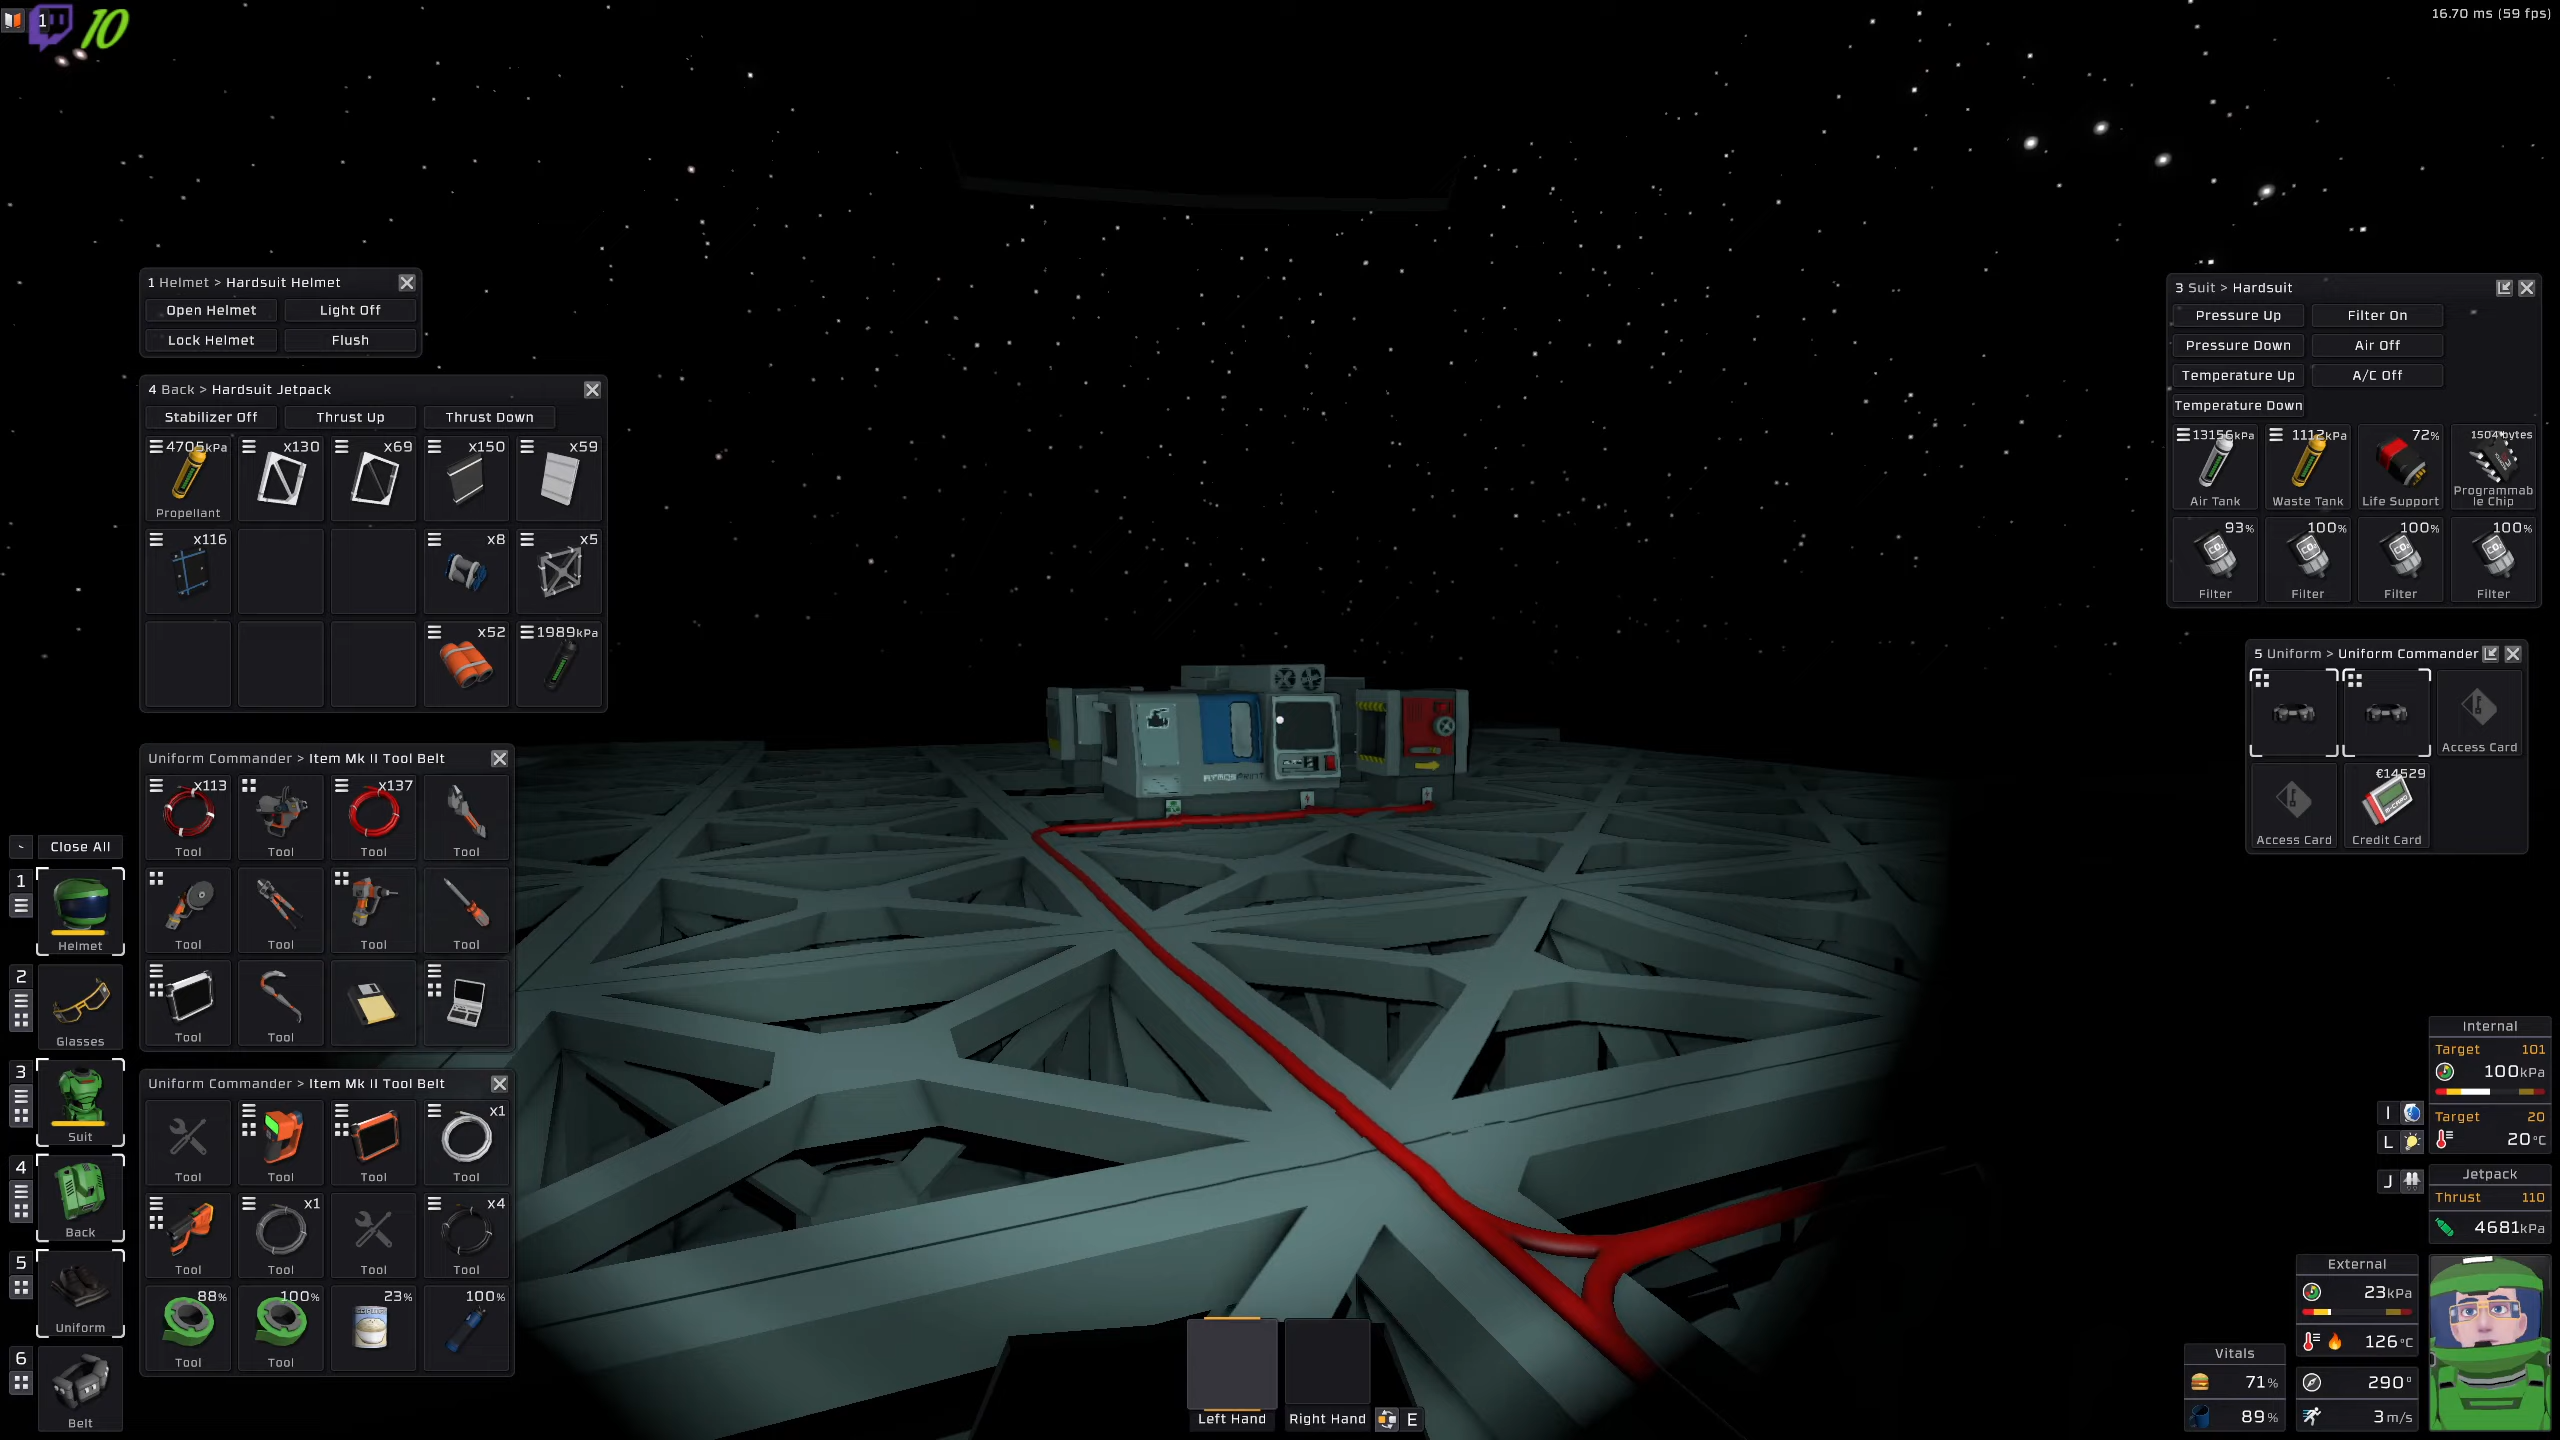 1
10
16.70 ms (59 fps)
1 Helmet > Hardsuit Helmet
Open Helmet
Light Off
Lock Helmet
Flush
4 Back > Hardsuit Jetpack
Stabilizer Off
Thrust Up
Thrust Down
4705kPa
x130
x69
x150
x59
Propellant
x116
x8
x5
x52
1989kPa
Uniform Commander > Item Mk II Tool Belt
x113
x137
Tool
Tool
Tool
Tool
Tool
Tool
Tool
Tool
Tool
Tool
Tool
Tool
Uniform Commander > Item Mk II Tool Belt
x1
Tool
Tool
Tool
Tool
x1
x4
Tool
Tool
Tool
Tool
88%
100%
23%
100%
Tool
Tool
~
Close All
1
Helmet
2
Glasses
3
Suit
4
Back
5
Uniform
6
Belt
3 Suit > Hardsuit
Pressure Up
Filter On
Pressure Down
Air Off
Temperature Up
A/C Off
Temperature Down
13156kPa
1112kPa
72%
1504 bytes
Air Tank
Waste Tank
Life Support
Programmab
le Chip
93%
100%
100%
100%
Filter
Filter
Filter
Filter
5 Uniform > Uniform Commander
Access Card
€14529
Access Card
Credit Card
Internal
Target 101
100kPa
Target 20
20°C
I
L
J
Jetpack
Thrust 110
4681kPa
External
23kPa
126°C
290°
3m/s
Vitals
71%
89%
Left Hand
Right Hand
E